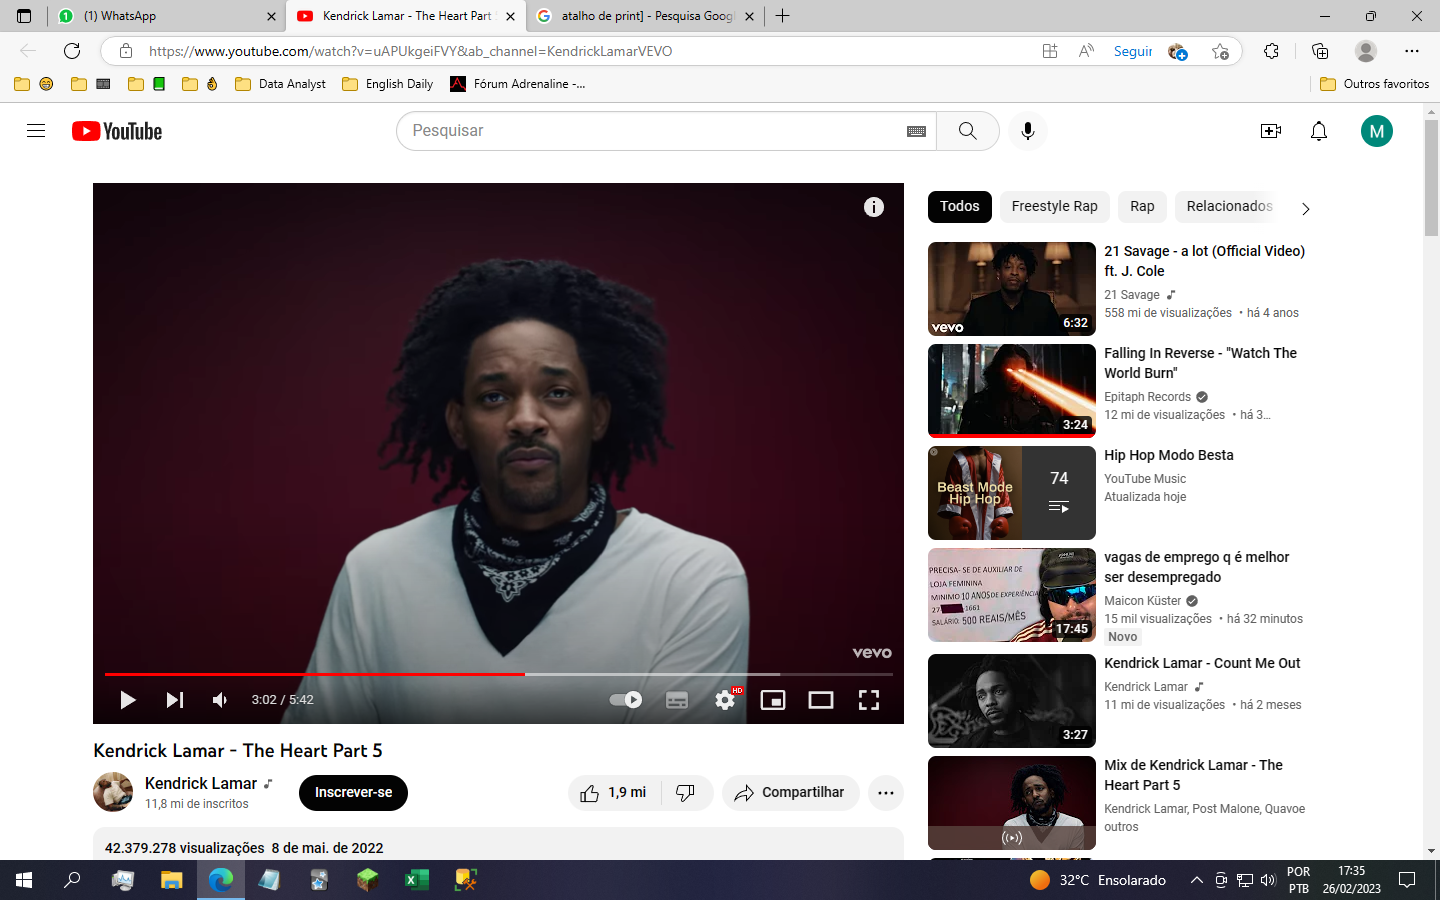 (1) WhatsApp
Kendrick Lamar - The Heart Part
atalho de print] - Pesquisa Goog
https://www.youtube.com/watch?v=uAPUkgeiFVY&ab_channel=KendrickLamarVEVO
Seguir
Data Analyst
English Daily
Fórum Adrenaline -...
Outros favoritos
YouTube
Pesquisar
M
Todos
Freestyle Rap
Rap
Relacionados
vevo
3:02 / 5:42
HD
Kendrick Lamar - The Heart Part 5
Kendrick Lamar
11,8 mi de inscritos
Inscrever-se
1,9 mi
Compartilhar
42.379.278 visualizações 8 de mai. de 2022
vevo
6:32
21 Savage - a lot (Official Video)
ft. J. Cole
21 Savage
558 mi de visualizações • há 4 anos
3:24
Falling In Reverse - "Watch The
World Burn"
Epitaph Records
12 mi de visualizações • há 3...
Beast Mode
Hip Hop
74
Hip Hop Modo Besta
YouTube Music
Atualizada hoje
PRECISA- SE DE AUXILIAR DE
LOJA FEMININA
MINIMO 10 ANOS DE EXPERIÊNCIA
27 1661
SALÁRIO: 500 REAIS/MÊS
17:45
vagas de emprego q é melhor
ser desempregado
Maicon Küster
15 mil visualizações • há 32 minutos
Novo
3:27
Kendrick Lamar - Count Me Out
Kendrick Lamar
11 mi de visualizações • há 2 meses
Mix de Kendrick Lamar - The
Heart Part 5
Kendrick Lamar, Post Malone, Quavoe
outros
32°C Ensolarado
POR
PTB
17:35
26/02/2023